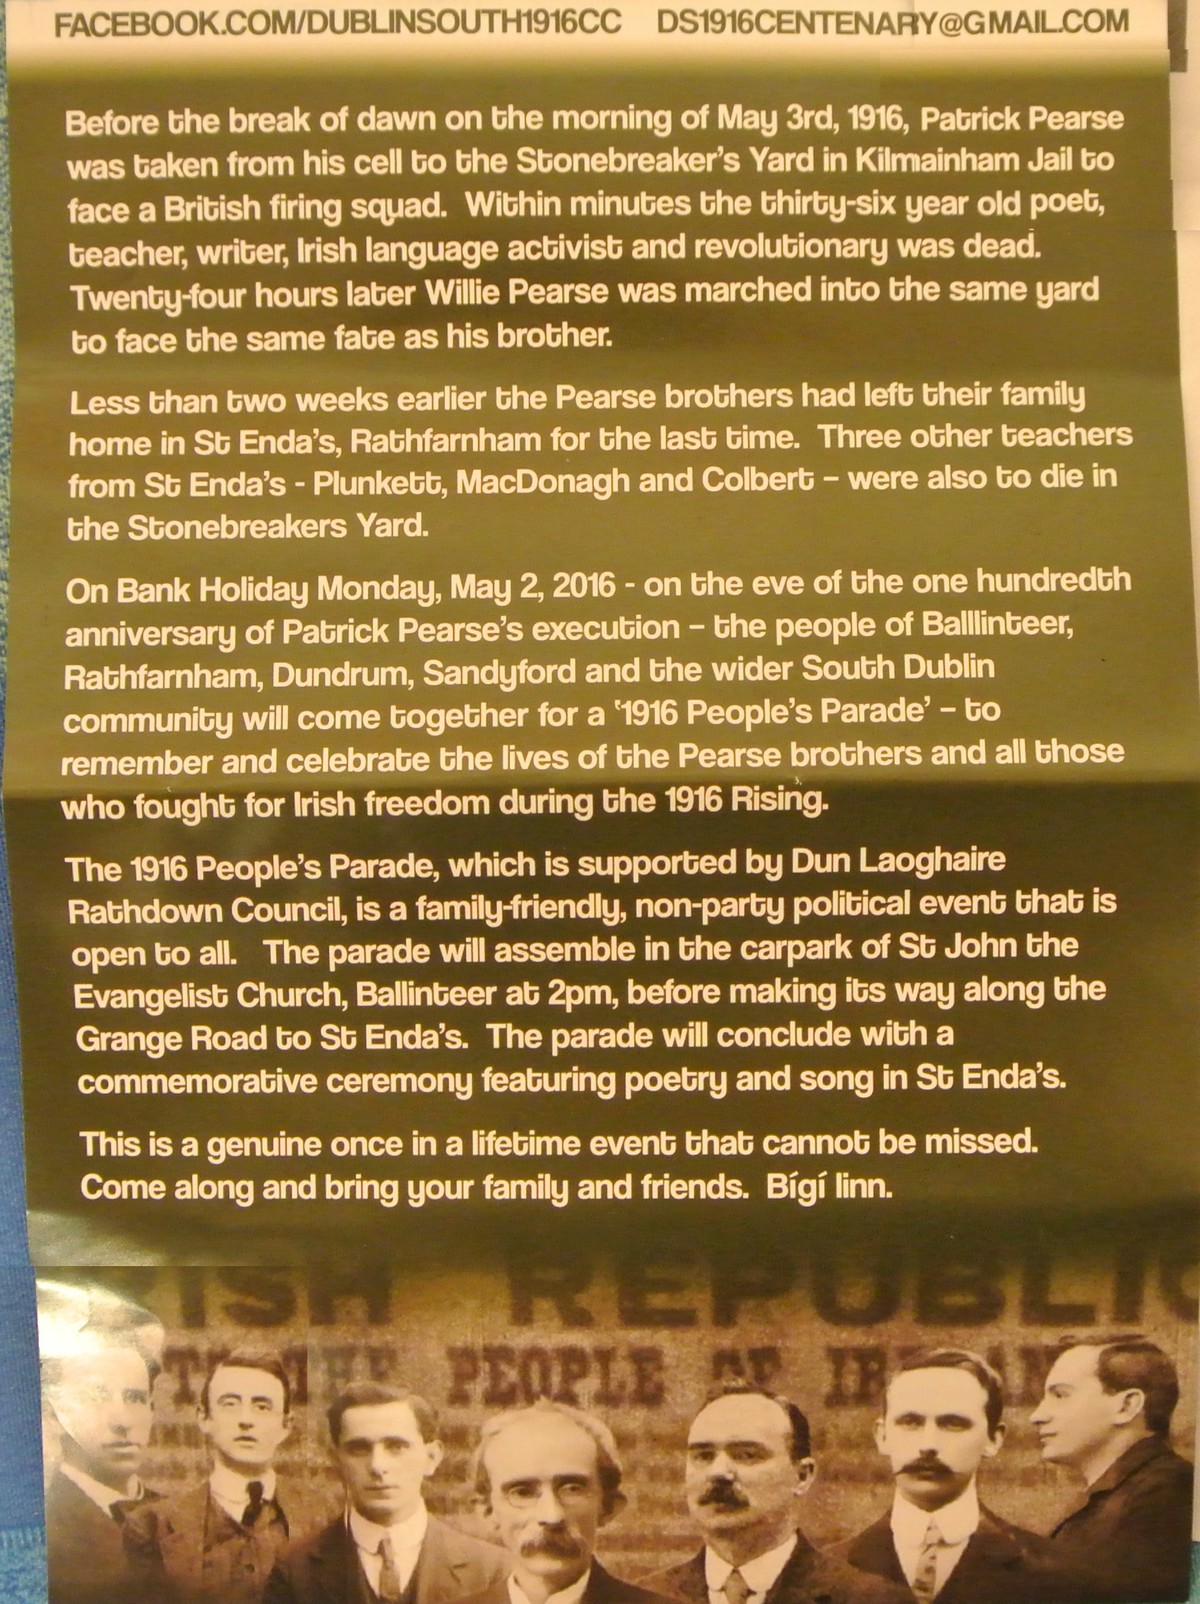 FACEBOOK.COM/DUBLINSOUTH1916CC DS1916CENTENARY@GMAIL.COM
Before the break of dawn on the morning of May 3rd, 1916, Patrick Pearse
was taken from his cell to the Stonebreaker's Yard in Kilmainham Jail to
face a British firing squad. Within minutes the thirty-six year old poet,
teacher, writer, Irish language activist and revolutionary was dead.
Twenty-four hours later Willie Pearse was marched into the same yard
to face the same fate as his brother.
Less than two weeks earlier the Pearse brothers had left their family
home in St Enda's, Rathfarnham for the last time. Three other teachers
from St Enda's - Plunkett, MacDonagh and Colbert – were also to die in
the Stonebreakers Yard.
On Bank Holiday Monday, May 2, 2016 - on the eve of the one hundredth
anniversary of Patrick Pearse's execution – the people of Balllinteer,
Rathfarnham, Dundrum, Sandyford and the wider South Dublin
community will come together for a '1916 People's Parade' – to
remember and celebrate the lives of the Pearse brothers and all those
who fought for Irish freedom during the 1916 Rising.
The 1916 People's Parade, which is supported by Dun Laoghaire
Rathdown Council, is a family-friendly, non-party political event that is
open to all. The parade will assemble in the carpark of St John the
Evangelist Church, Ballinteer at 2pm, before making its way along the
Grange Road to St Enda's. The parade will conclude with a
commemorative ceremony featuring poetry and song in St Enda's.
This is a genuine once in a lifetime event that cannot be missed.
Come along and bring your family and friends. Bígí linn.
ISH REPUBLIC
TO THE PEOPLE OF IR